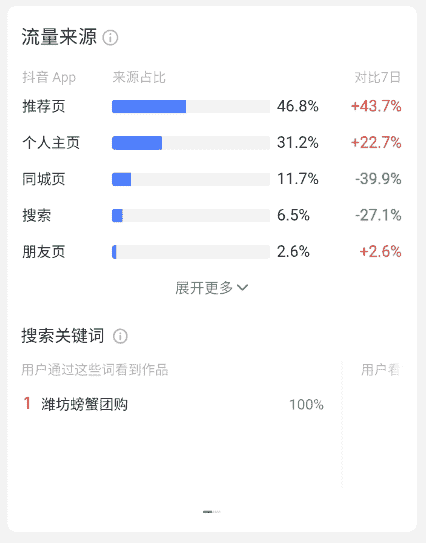 流量来源
抖音 App 来源占比 对比7日
推荐页 46.8% +43.7%
个人主页 31.2% +22.7%
同城页 11.7% -39.9%
搜索 6.5% -27.1%
朋友页 2.6% +2.6%
展开更多
搜索关键词
用户通过这些词看到作品 用户看
1 潍坊螃蟹团购 100%